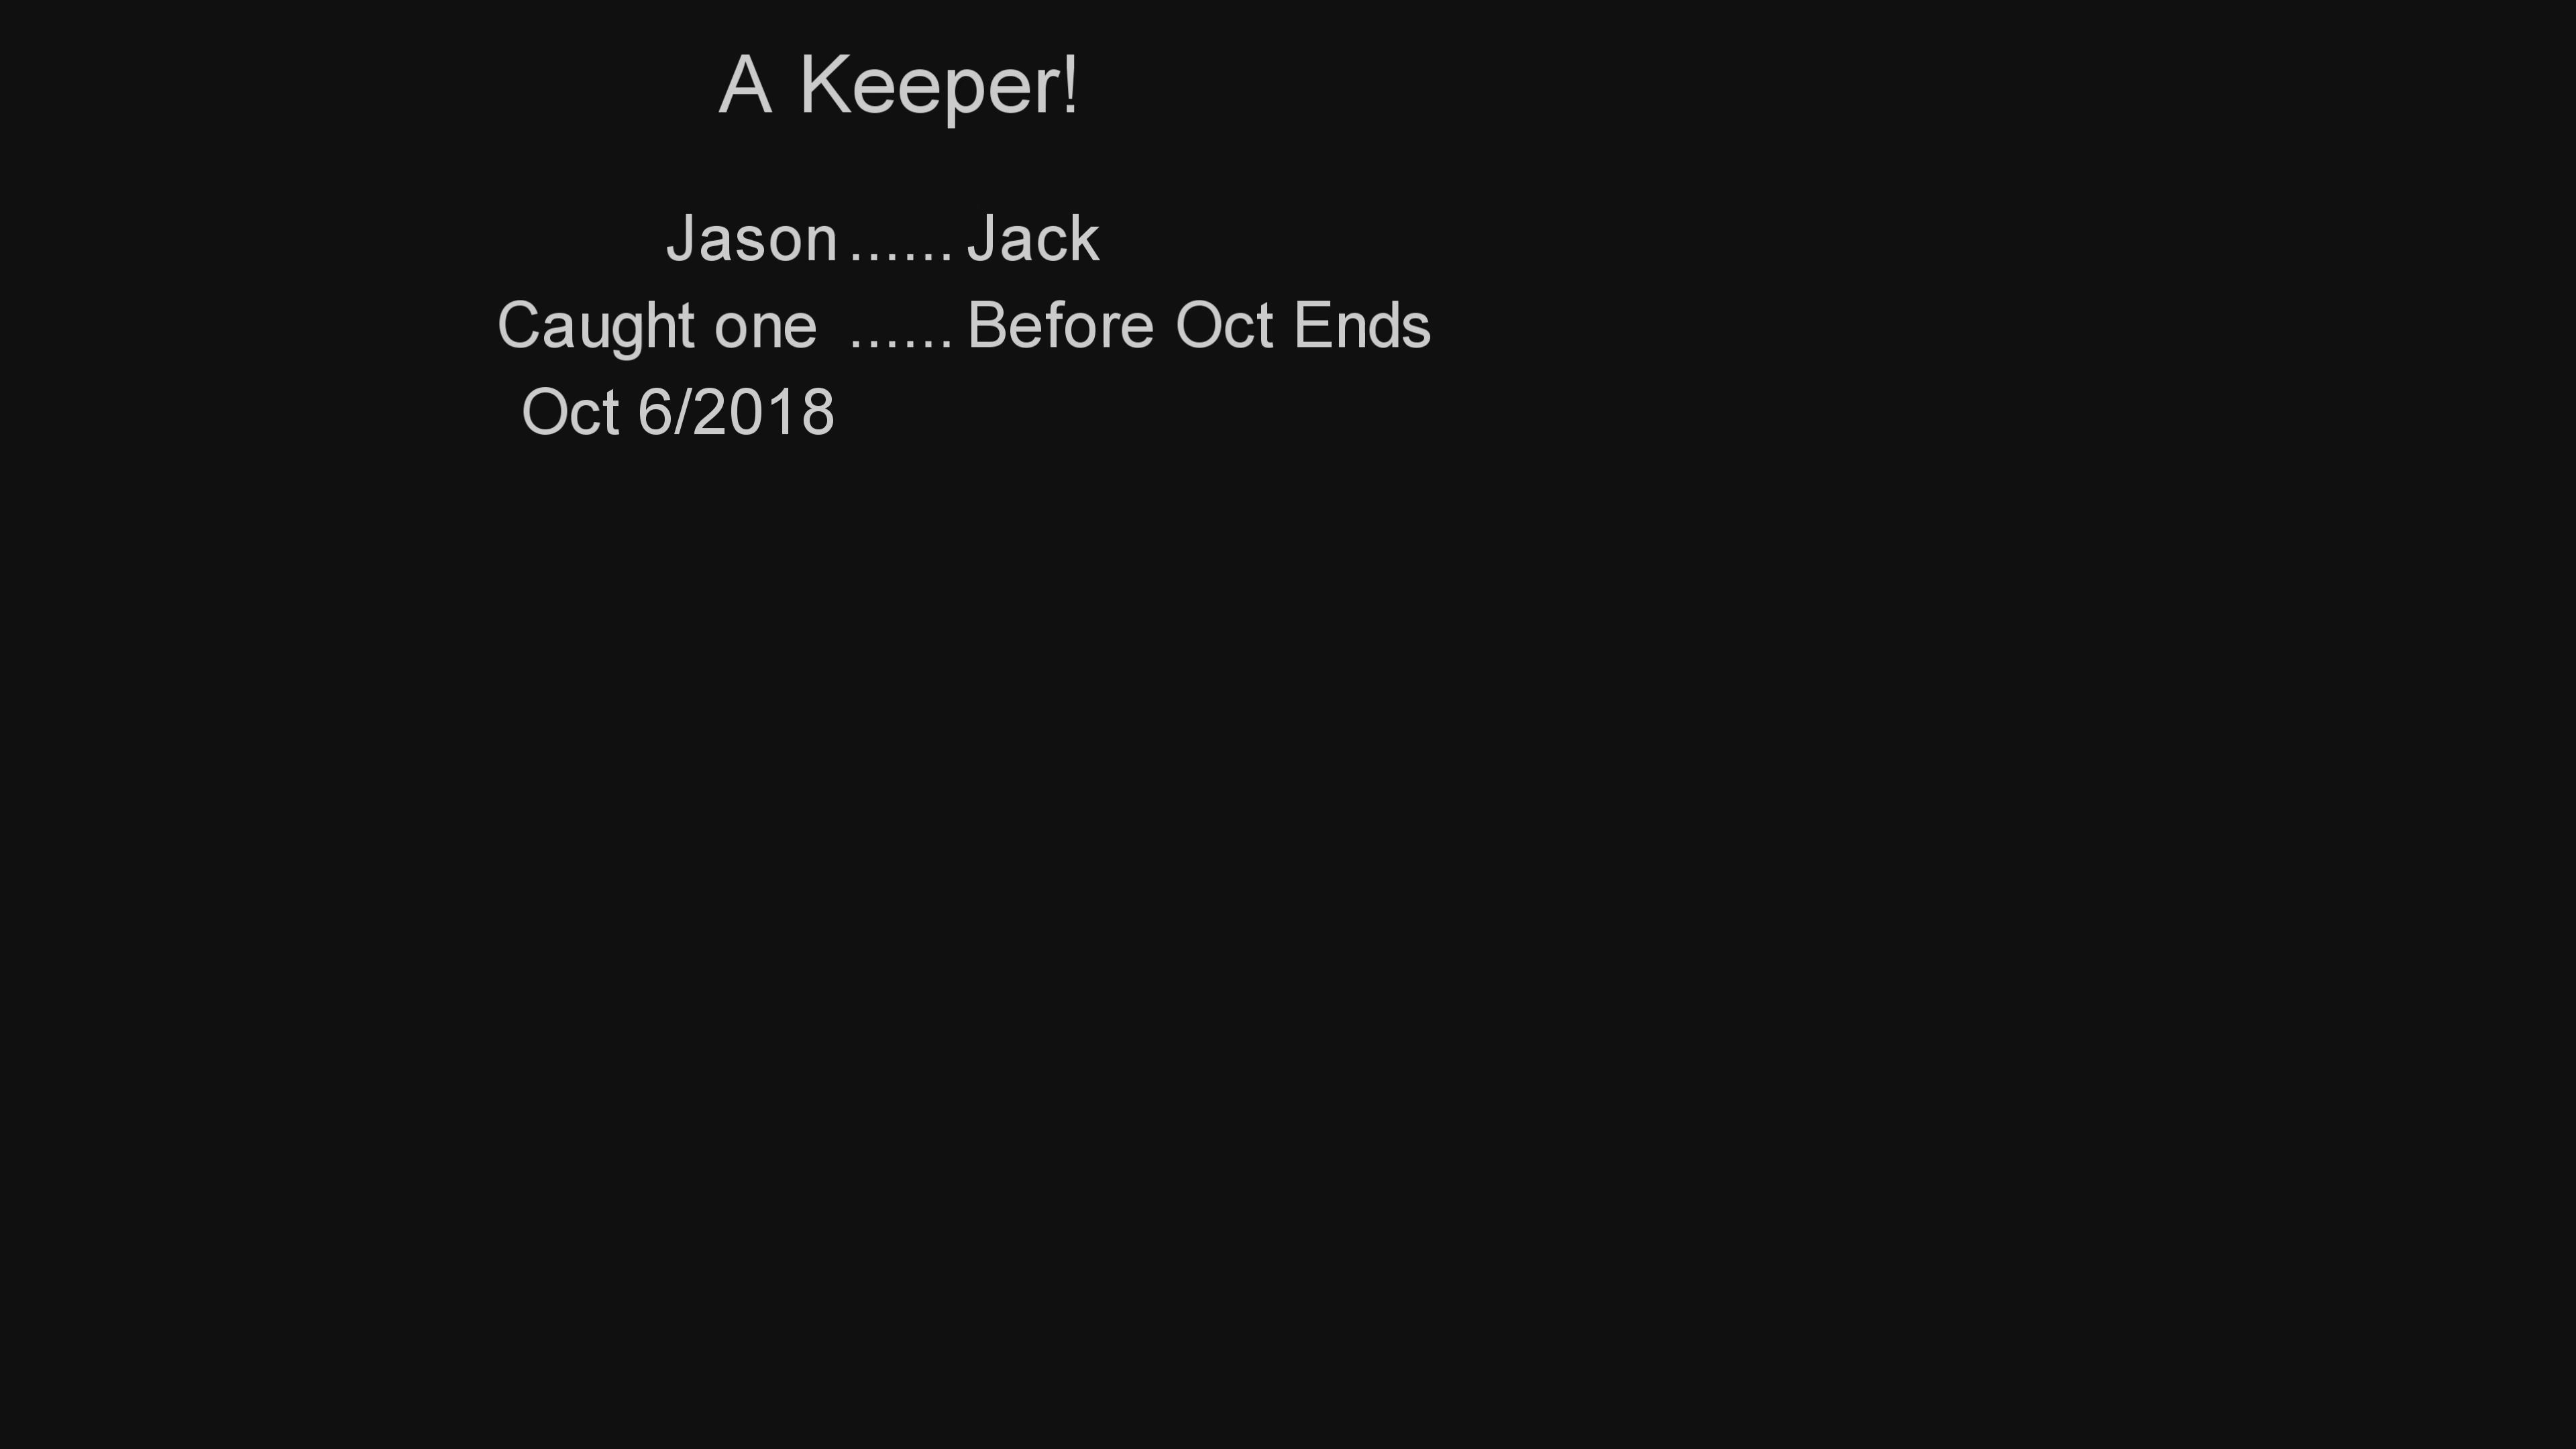 A Keeper!
Jason ...... Jack
Caught one ...... Before Oct Ends
Oct 6/2018